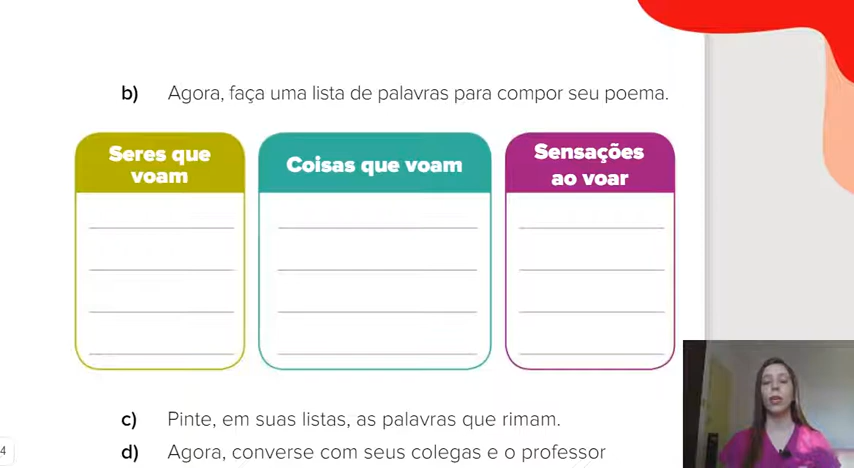 b) Agora, faça uma lista de palavras para compor seu poema.
Seres que
voam
Coisas que voam
Sensações
ao voar
c) Pinte, em suas listas, as palavras que rimam.
4
d) Agora, converse com seus colegas e o professor